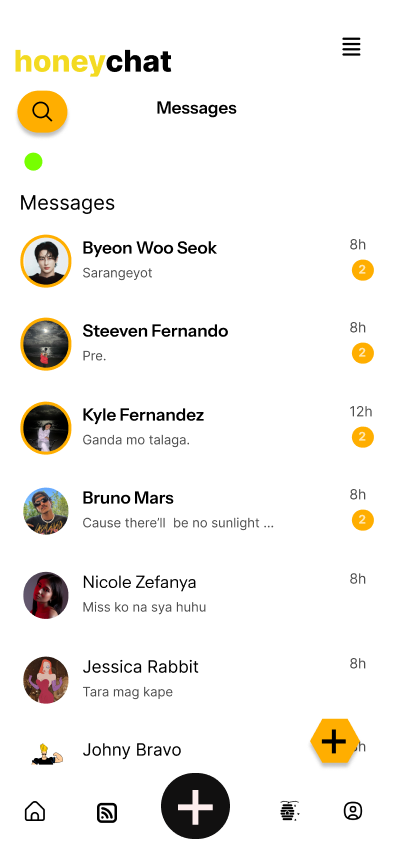 honeychat
Messages
Messages
Byeon Woo Seok
8h
Sarangeyot
2
Steeven Fernando
8h
Pre.
2
Kyle Fernandez
12h
Ganda mo talaga.
2
Bruno Mars
8h
Cause there'll  be no sunlight ...
2
Nicole Zefanya
8h
Miss ko na sya huhu
Jessica Rabbit
8h
Tara mag kape
Johny Bravo